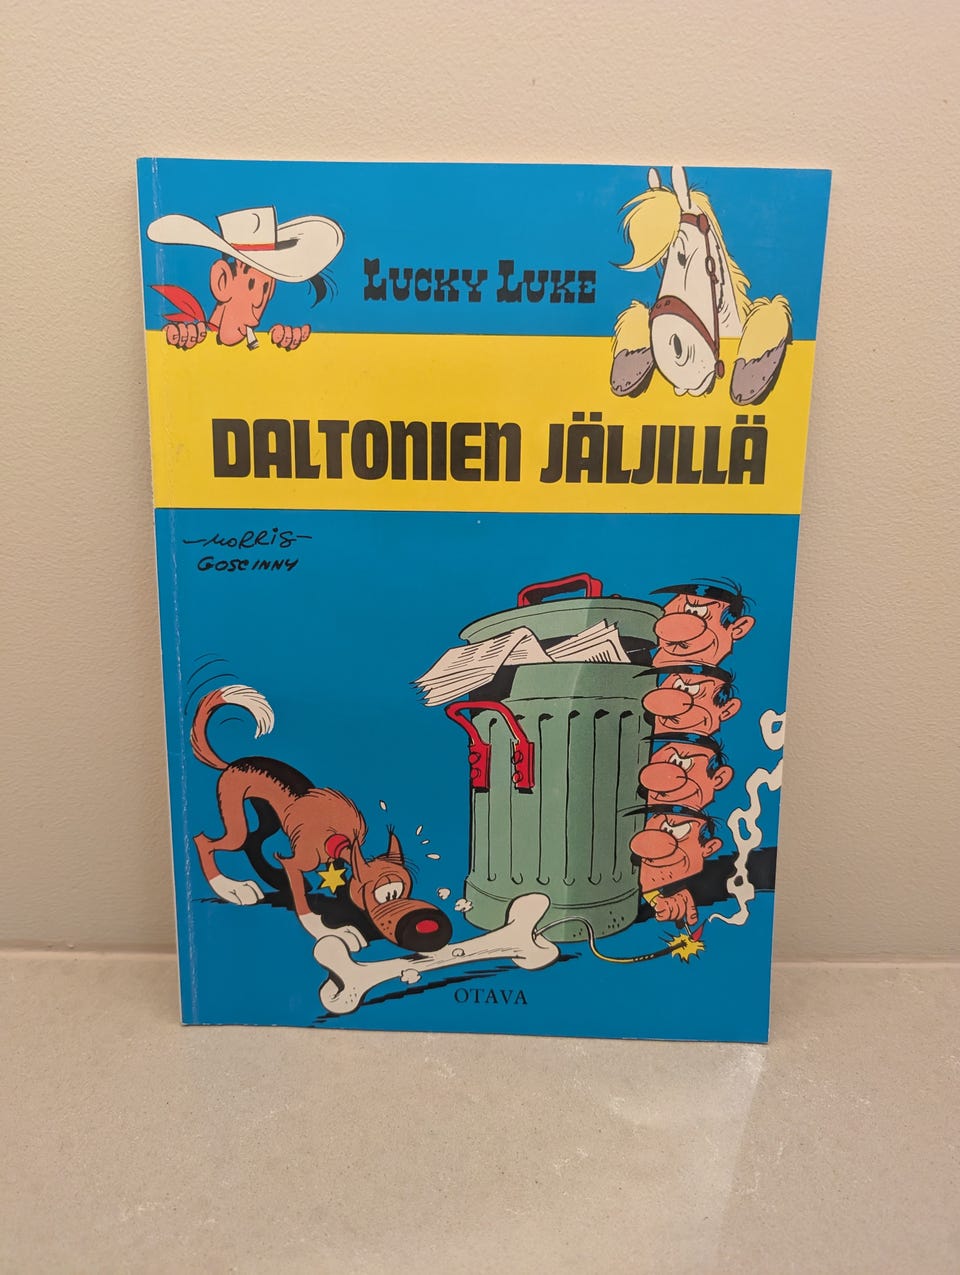 LUCKY LUKE
DALTONIEN JÄLJILLÄ
MORRIS
GOSCINNY
OTAVA